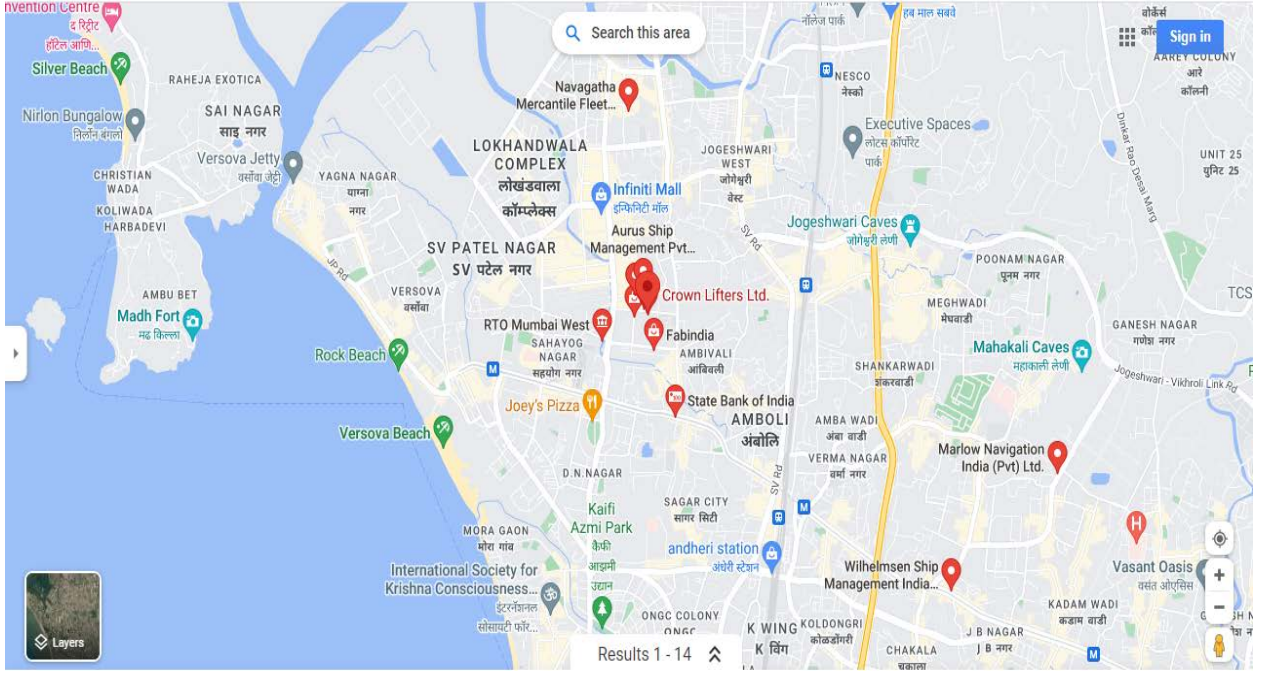 nvention Centre
द रिट्रीट
हॉटेल आणि...
Silver Beach
RAHEJA EXOTICA
Nirlon Bungalow
निर्लोन बंगलो
SAI NAGAR
साइ नगर
Versova Jetty
वर्सोवा जेट्टी
CHRISTIAN
WADA
KOLIWADA
HARBADEVI
YAGNA NAGAR
याग्ना
नगर
JP Rd
AMBU BET
Madh Fort
मढ किल्ला
VERSOVA
वर्सोवा
Rock Beach
Versova Beach
Search this area
Navagatha
Mercantile Fleet...
LOKHANDWALA
COMPLEX
लोखंडवाला
कॉम्प्लेक्स
Infiniti Mall
इन्फिनिटी मॉल
Aurus Ship
Management Pvt...
SV PATEL NAGAR
SV पटेल नगर
Crown Lifters Ltd.
RTO Mumbai West
SAHAYOG
NAGAR
सहयोग नगर
Fabindia
AMBIVALI
आंबिवली
M
Joey's Pizza
State Bank of India
AMBOLI
अंबोलि
D.N.NAGAR
SAGAR CITY
सागर सिटी
SV Rd
MORA GAON
मोरा गांव
Kaifi
Azmi Park
कैफी
आझमी
उद्यान
International Society for
Krishna Consciousness...
इंटरनॅशनल
सोसायटी फॉर...
andheri station
अंधेरी स्टेशन
M
ONGC COLONY
ONGC
K WING
K विंग
नॉलेज पार्क
हब मॉल सबवे
NESCO
नेस्को
Executive Spaces
लोटस कॉर्पोरेट
पार्क
JOGESHWARI
WEST
जोगेश्वरी
वेस्ट
SV Rd
Jogeshwari Caves
जोगेश्वरी लेणी
Sign in
वोर्कर्स
AAREY COLONY
आरे
कॉलनी
Dinkar Rao Desai Marg
UNIT 25
युनिट 25
POONAM NAGAR
पूनम नगर
TCS
MEGHWADI
मेघवाडी
GANESH NAGAR
गणेश नगर
Mahakali Caves
महाकाली लेणी
SHANKARWADI
शंकरवाडी
Jogeshwari - Vikhroli Link Rd
AMBA WADI
अंबा वाडी
VERMA NAGAR
वर्मा नगर
Marlow Navigation
India (Pvt) Ltd.
H
Wilhelmsen Ship
Management India...
Vasant Oasis
वसंत ओएसिस
KADAM WADI
कडाम वाडी
KOLDONGRI
कोळडोंगरी
J B NAGAR
J B नगर
CHAKALA
चकाला
M
Layers
Results 1 - 14